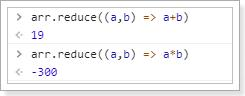 > arr.reduce((a,b) => a+b)
<· 19
> arr.reduce((a,b) => a*b)
<· -300